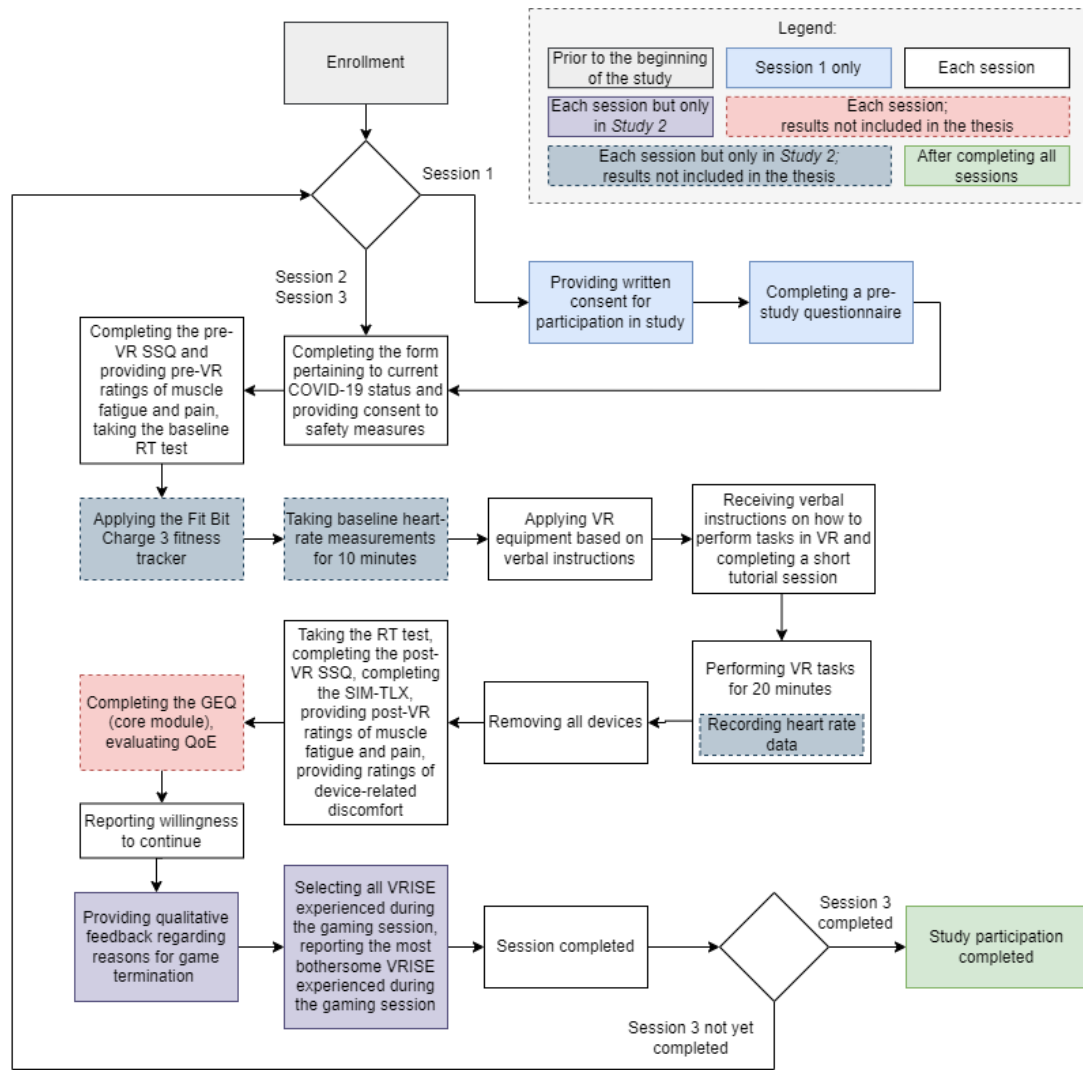 Enrollment
Legend:
Prior to the beginning
of the study
Session 1 only
Each session
Each session but only
in Study 2
Each session;
results not included in the thesis
Each session but only in Study 2;
results not included in the thesis
After completing all
sessions
Session 1
Session 2
Session 3
Providing written
consent for
participation in study
Completing a pre-
study questionnaire
Completing the form
pertaining to current
COVID-19 status and
providing consent to
safety measures
Completing the pre-
VR SSQ and
providing pre-VR
ratings of muscle
fatigue and pain,
taking the baseline
RT test
Applying the Fit Bit
Charge 3 fitness
tracker
Taking baseline heart-
rate measurements
for 10 minutes
Applying VR
equipment based on
verbal instructions
Receiving verbal
instructions on how to
perform tasks in VR and
completing a short
tutorial session
Performing VR tasks
for 20 minutes
Recording heart rate
data
Removing all devices
Taking the RT test,
completing the post-
VR SSQ, completing
the SIM-TLX,
providing post-VR
ratings of muscle
fatigue and pain,
providing ratings of
device-related
discomfort
Completing the GEQ
(core module),
evaluating QoE
Reporting willingness
to continue
Providing qualitative
feedback regarding
reasons for game
termination
Selecting all VRISE
experienced during
the gaming session,
reporting the most
bothersome VRISE
experienced during
the gaming session
Session completed
Session 3
completed
Study participation
completed
Session 3 not yet
completed